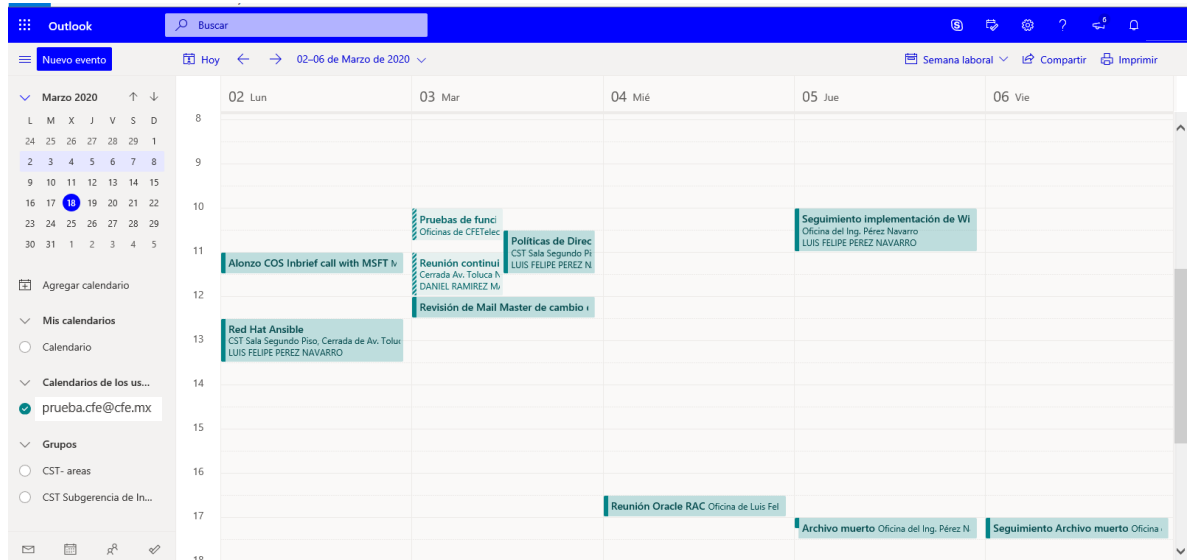 Outlook
Buscar
6
Nuevo evento
Hoy
02–06 de Marzo de 2020
Semana laboral
Compartir
Imprimir
Marzo 2020
L M X J V S D
24 25 26 27 28 29 1
2 3 4 5 6 7 8
9 10 11 12 13 14 15
16 17 18 19 20 21 22
23 24 25 26 27 28 29
30 31 1 2 3 4 5
Agregar calendario
Mis calendarios
Calendario
Calendarios de los us...
prueba.cfe@cfe.mx
Grupos
CST- areas
CST Subgerencia de In...
02 Lun
03 Mar
04 Mié
05 Jue
06 Vie
8
9
10
11
12
13
14
15
16
17
18
Alonzo COS Inbrief call with MSFT
Red Hat Ansible
CST Sala Segundo Piso, Cerrada de Av. Toluc
LUIS FELIPE PEREZ NAVARRO
Pruebas de funci
Oficinas de CFETelec
Políticas de Direc
CST Sala Segundo Pi
LUIS FELIPE PEREZ N
Reunión continui
Cerrada Av. Toluca N
DANIEL RAMIREZ M
Revisión de Mail Master de cambio
Reunión Oracle RAC Oficina de Luis Fel
Seguimiento implementación de Wi
Oficina del Ing. Pérez Navarro
LUIS FELIPE PEREZ NAVARRO
Archivo muerto Oficina del Ing. Pérez N
Seguimiento Archivo muerto Oficina